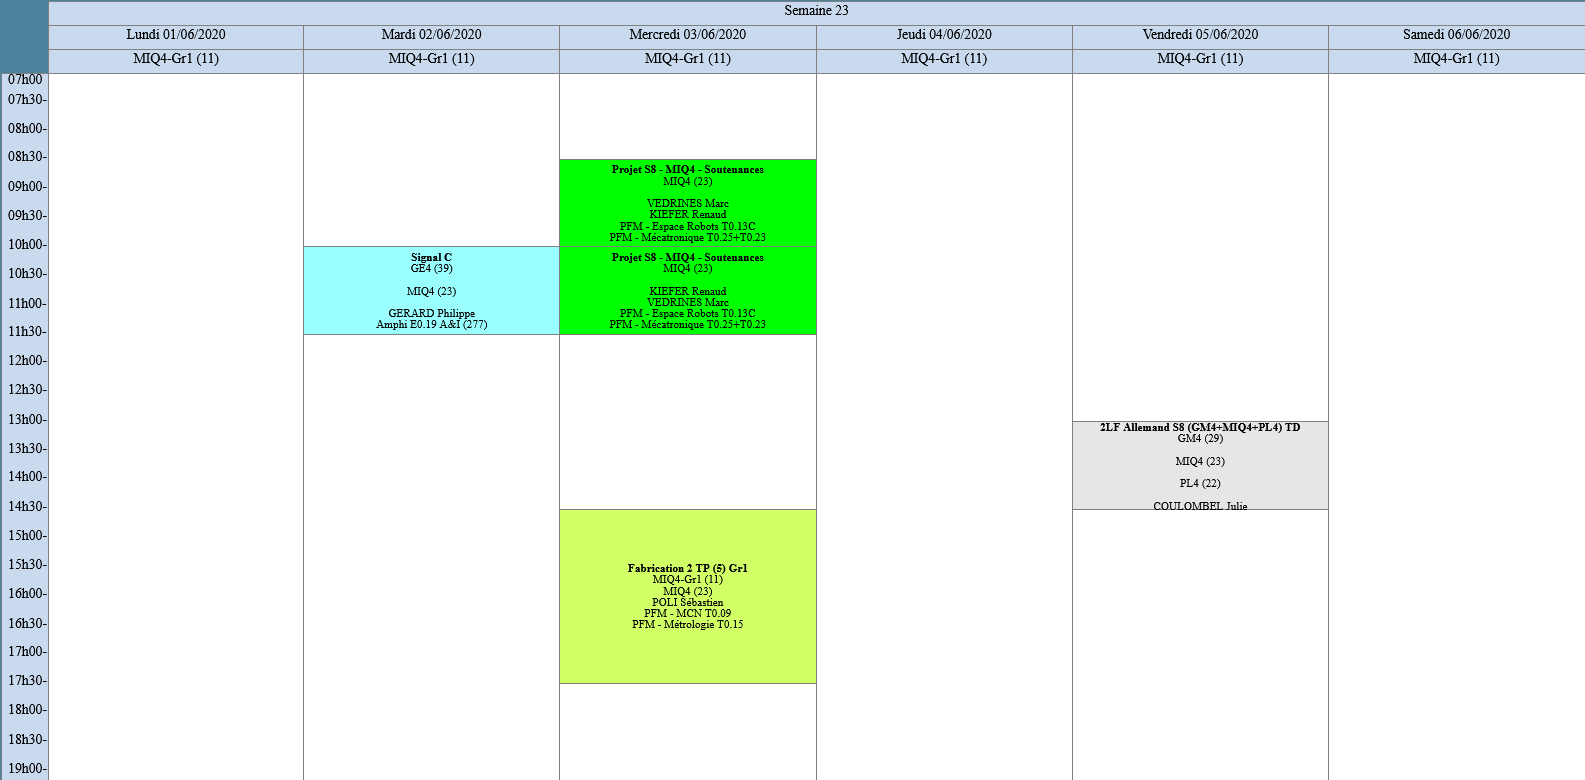 Semaine 23
Lundi 01/06/2020
Mardi 02/06/2020
Mercredi 03/06/2020
Jeudi 04/06/2020
Vendredi 05/06/2020
Samedi 06/06/2020
MIQ4-Gr1 (11)
MIQ4-Gr1 (11)
MIQ4-Gr1 (11)
MIQ4-Gr1 (11)
MIQ4-Gr1 (11)
MIQ4-Gr1 (11)
07h00
07h30-
08h00-
08h30-
09h00-
09h30-
10h00-
10h30-
11h00-
11h30-
12h00-
12h30-
13h00-
13h30-
14h00-
14h30-
15h00-
15h30-
16h00-
16h30-
17h00-
17h30-
18h00-
18h30-
19h00-
Signal C
GE4 (39)
MIQ4 (23)
GERARD Philippe
Amphi E0.19 A&I (277)
Projet S8 - MIQ4 - Soutenances
MIQ4 (23)
VEDRINES Marc
KIEFER Renaud
PFM - Espace Robots T0.13C
PFM - Mécatronique T0.25+T0.23
Projet S8 - MIQ4 - Soutenances
MIQ4 (23)
KIEFER Renaud
VEDRINES Marc
PFM - Espace Robots T0.13C
PFM - Mécatronique T0.25+T0.23
Fabrication 2 TP (5) Gr1
MIQ4-Gr1 (11)
MIQ4 (23)
POLI Sébastien
PFM - MCN T0.09
PFM - Métrologie T0.15
2LF Allemand S8 (GM4+MIQ4+PL4) TD
GM4 (29)
MIQ4 (23)
PL4 (22)
COULOMBEL Julie